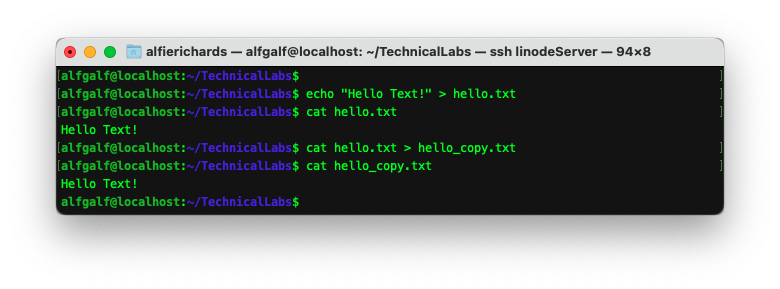 alfierichards — alfgalf@localhost: ~/TechnicalLabs — ssh linodeServer — 94×8
[alfgalf@localhost:~/TechnicalLabs$ ]
[alfgalf@localhost:~/TechnicalLabs$ echo "Hello Text!" > hello.txt ]
[alfgalf@localhost:~/TechnicalLabs$ cat hello.txt ]
Hello Text!
[alfgalf@localhost:~/TechnicalLabs$ cat hello.txt > hello_copy.txt ]
[alfgalf@localhost:~/TechnicalLabs$ cat hello_copy.txt ]
Hello Text!
alfgalf@localhost:~/TechnicalLabs$